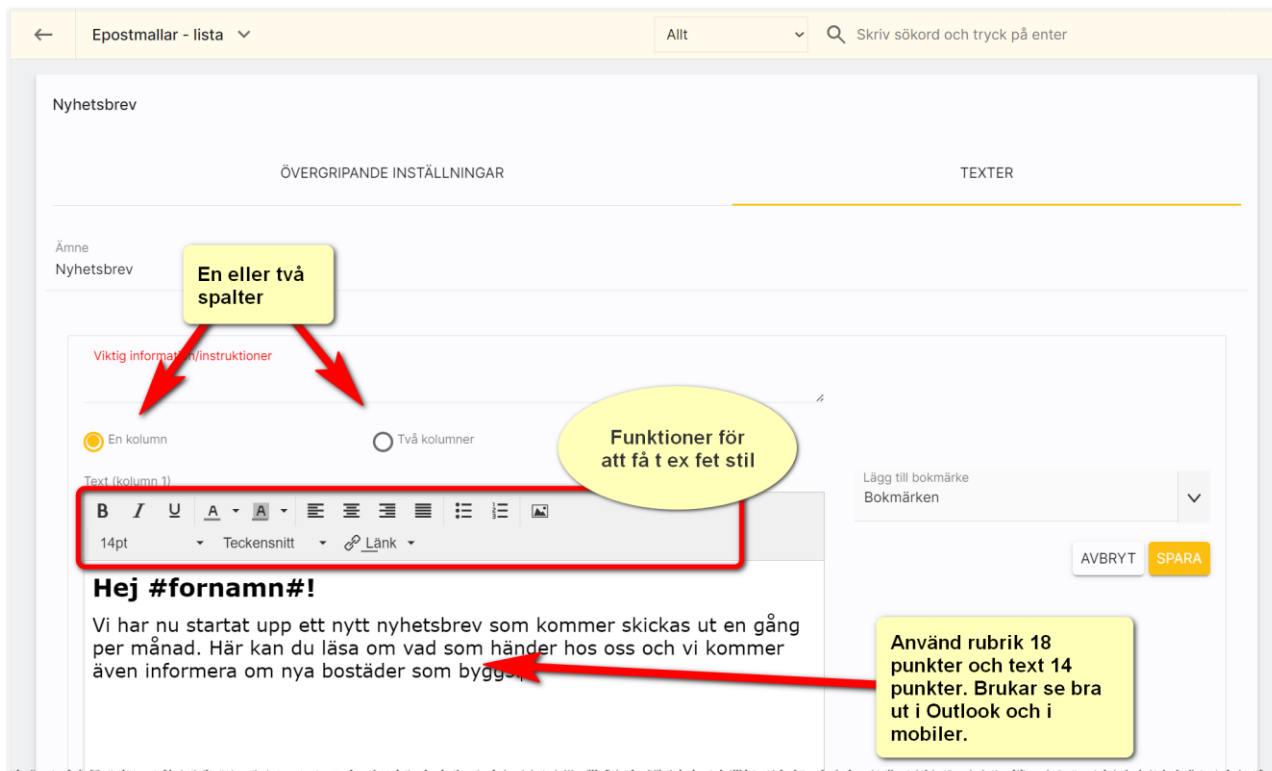 Epostmallar - lista
Allt
Skriv sökord och tryck på enter
Nyhetsbrev
ÖVERGRIPANDE INSTÄLLNINGAR
TEXTER
Ämne
Nyhetsbrev
En eller två
spalter
Viktig information/instruktioner
En kolumn
Två kolumner
Funktioner för
att få t ex fet stil
Text (kolumn 1)
Lägg till bokmärke
Bokmärken
B I U A A
14pt
Teckensnitt
Länk
AVBRYT
SPARA
Hej #fornamn#!
Vi har nu startat upp ett nytt nyhetsbrev som kommer skickas ut en gång
per månad. Här kan du läsa om vad som händer hos oss och vi kommer
även informera om nya bostäder som byggs.
Använd rubrik 18
punkter och text 14
punkter. Brukar se bra
ut i Outlook och i
mobiler.